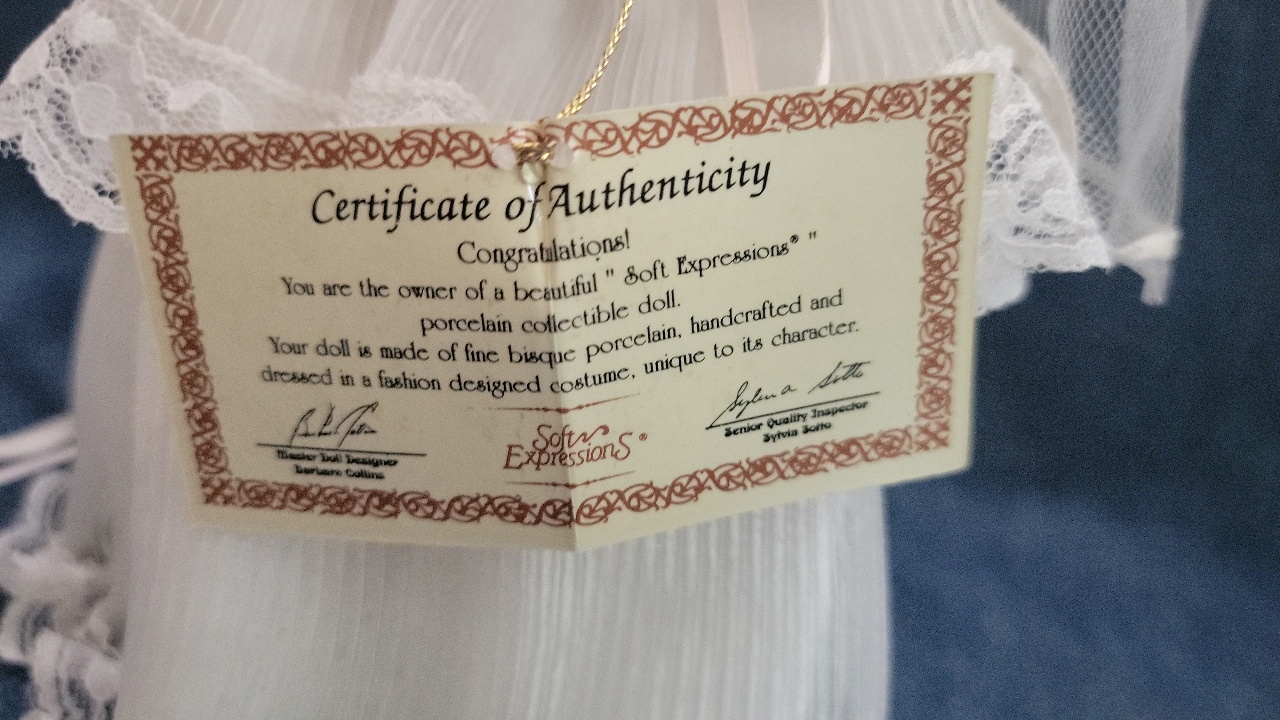 Certificate of Authenticity
Congratulations!
You are the owner of a beautiful " Soft Expressions® "
porcelain collectible doll.
Your doll is made of fine bisque porcelain, handcrafted and
dressed in a fashion designed costume, unique to its character.
Master Doll Designer
Barbara Collins
Soft
Expressions®
Senior Quality Inspector
Sylvia Sotto